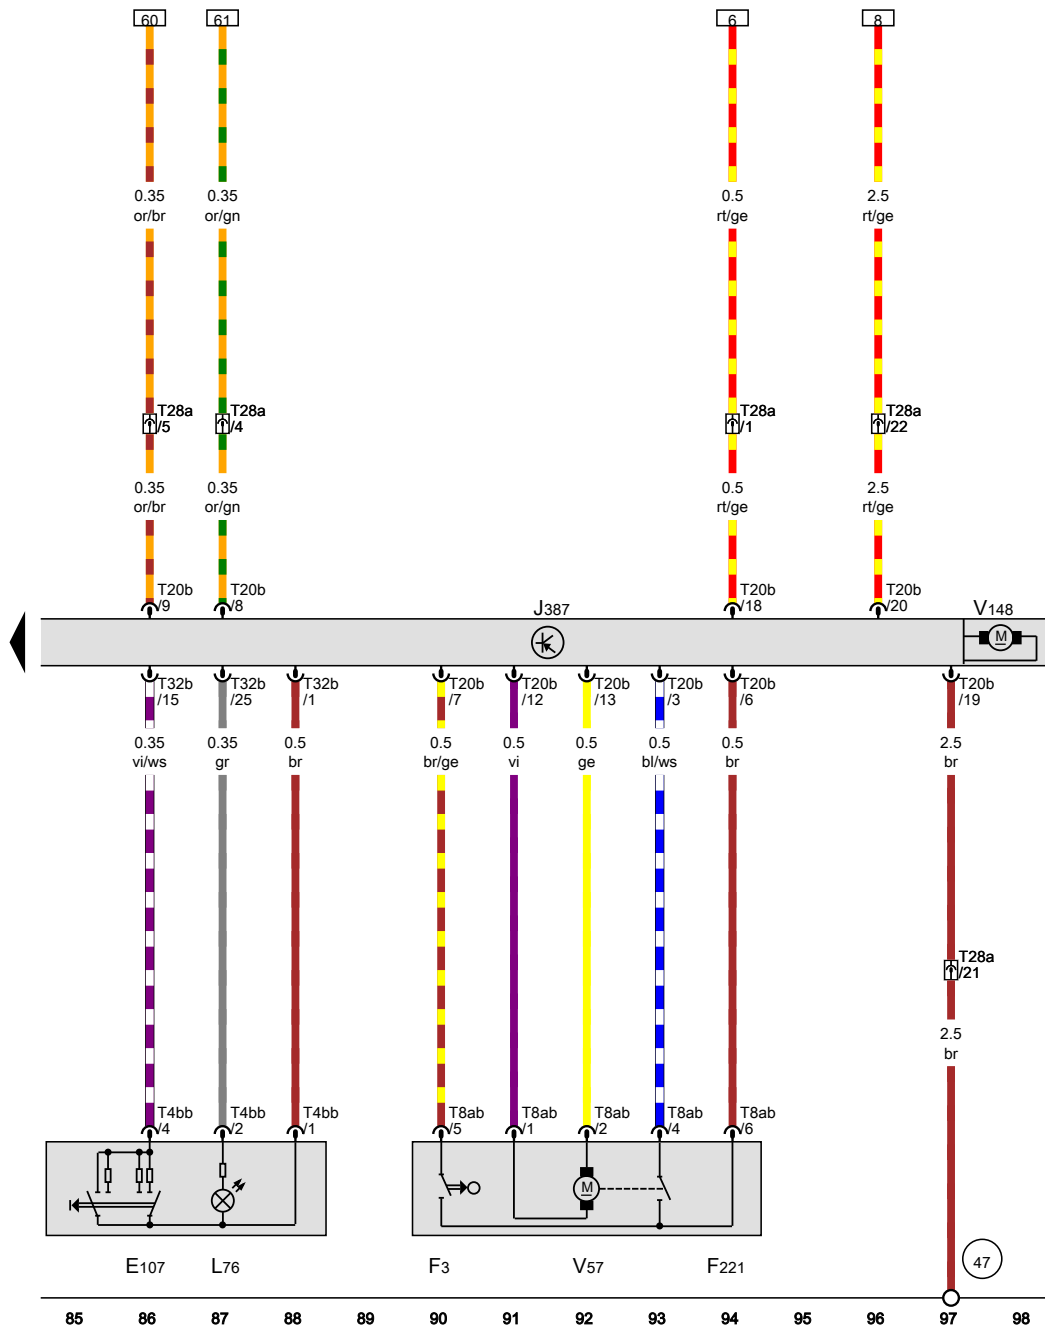 60 61 6 8
0.35 0.35 0.5 2.5
or/br or/gn rt/ge rt/ge
T28a T28a T28a T28a
/5 /4 /1 /22
0.35 0.35 0.5 2.5
or/br or/gn rt/ge rt/ge
T20b T20b T20b T20b
/9 /8 /18 /20
J387 V148
M
T32b T32b T32b T20b T20b T20b T20b T20b T20b
/15 /25 /1 /7 /12 /13 /3 /6 /19
0.35 0.35 0.5 0.5 0.5 0.5 0.5 0.5 2.5
vi/ws gr br br/ge vi ge bl/ws br br
T28a
/21
2.5
br
T4bb T4bb T4bb T8ab T8ab T8ab T8ab T8ab
/4 /2 /1 /5 /1 /2 /4 /6
M
E107 L76 F3 V57 F221 47
85 86 87 88 89 90 91 92 93 94 95 96 97 98